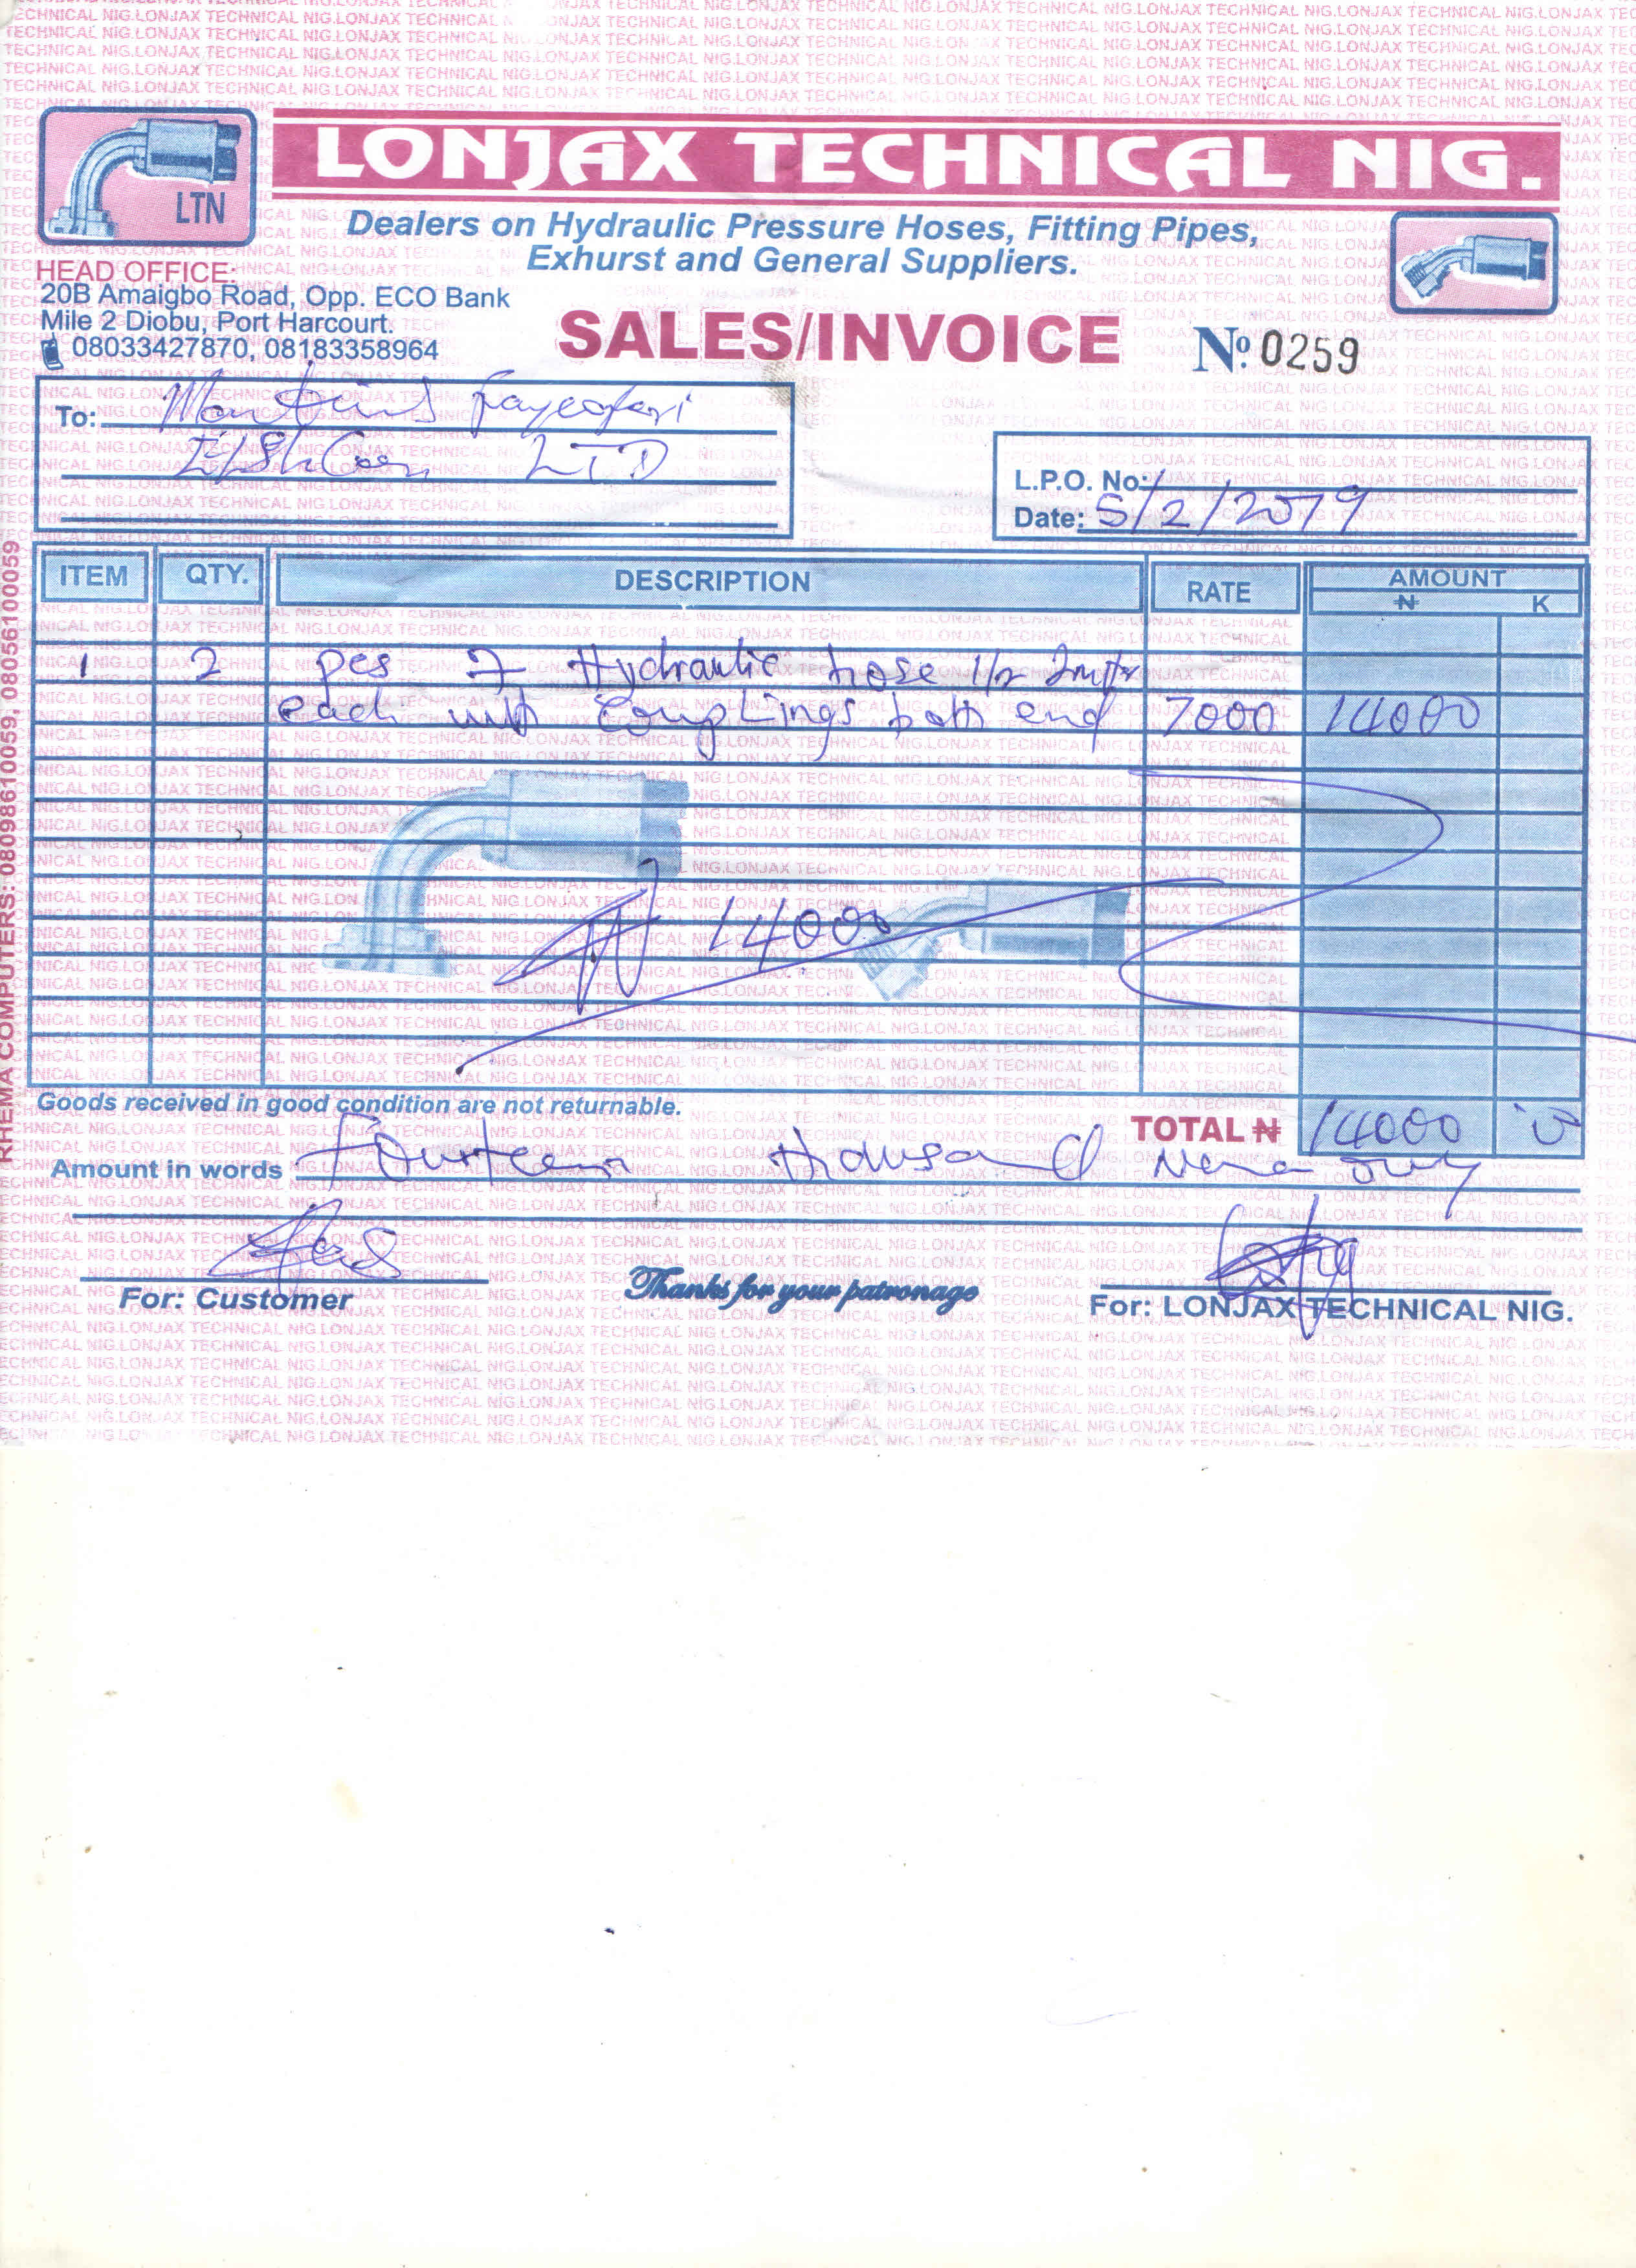 LONJAX TECHNICAL NIG.
LTN
Dealers on Hydraulic Pressure Hoses, Fitting Pipes,
Exhurst and General Suppliers.
HEAD OFFICE:
20B Amaigbo Road, Opp. ECO Bank
Mile 2 Diobu, Port Harcourt.
08033427870, 08183358964
SALES/INVOICE
Nº 0259
To:
LTD
L.P.O. No:
Date: 5/2/2019
ITEM QTY. DESCRIPTION RATE AMOUNT
₦ K
1 2 pcs of Hydraulic hose 1/2 2mtr
each with Couplings both end 7000 14000
14000
Goods received in good condition are not returnable.
TOTAL ₦ 14000
Amount in words Fourteen thousand Naira only
For: Customer
Thanks for your patronage
For: LONJAX TECHNICAL NIG.
RHEMA COMPUTERS: 08098610059, 08056100059